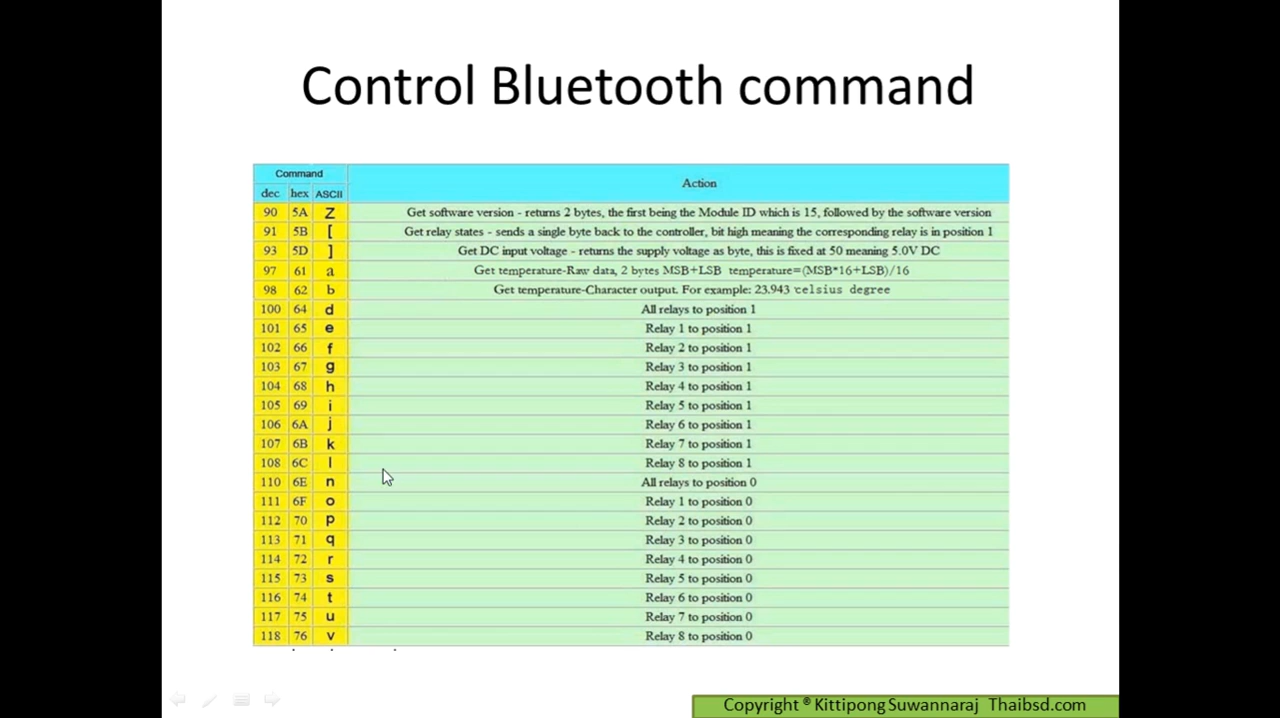 Control Bluetooth command
Command
Action
dec hex ASCII
90 5A Z Get software version - returns 2 bytes, the first being the Module ID which is 15, followed by the software version
91 5B [ Get relay states - sends a single byte back to the controller, bit high meaning the corresponding relay is in position 1
93 5D ] Get DC input voltage - returns the supply voltage as byte, this is fixed at 50 meaning 5.0V DC
97 61 a Get temperature-Raw data, 2 bytes MSB+LSB temperature=(MSB*16+LSB)/16
98 62 b Get temperature-Character output. For example: 23.943 celsius degree
100 64 d All relays to position 1
101 65 e Relay 1 to position 1
102 66 f Relay 2 to position 1
103 67 g Relay 3 to position 1
104 68 h Relay 4 to position 1
105 69 i Relay 5 to position 1
106 6A j Relay 6 to position 1
107 6B k Relay 7 to position 1
108 6C l Relay 8 to position 1
110 6E n All relays to position 0
111 6F o Relay 1 to position 0
112 70 p Relay 2 to position 0
113 71 q Relay 3 to position 0
114 72 r Relay 4 to position 0
115 73 s Relay 5 to position 0
116 74 t Relay 6 to position 0
117 75 u Relay 7 to position 0
118 76 v Relay 8 to position 0
Copyright ® Kittipong Suwannaraj Thaibsd.com